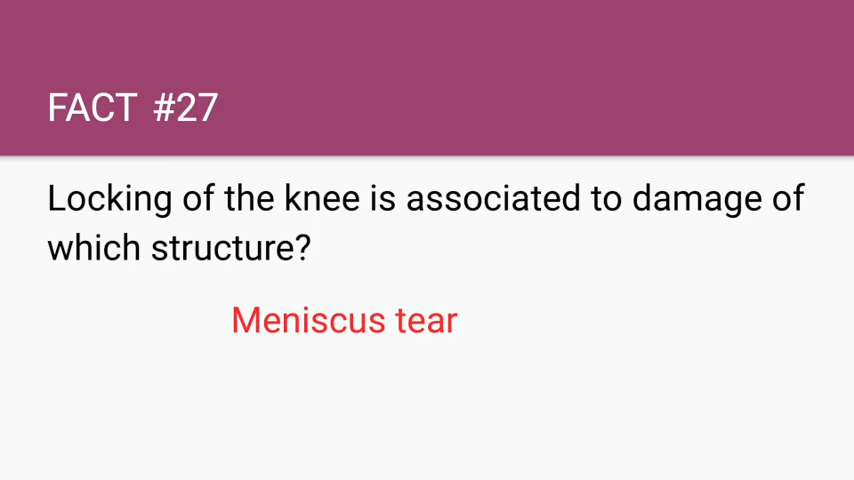 FACT #27
Locking of the knee is associated to damage of
which structure?
Meniscus tear